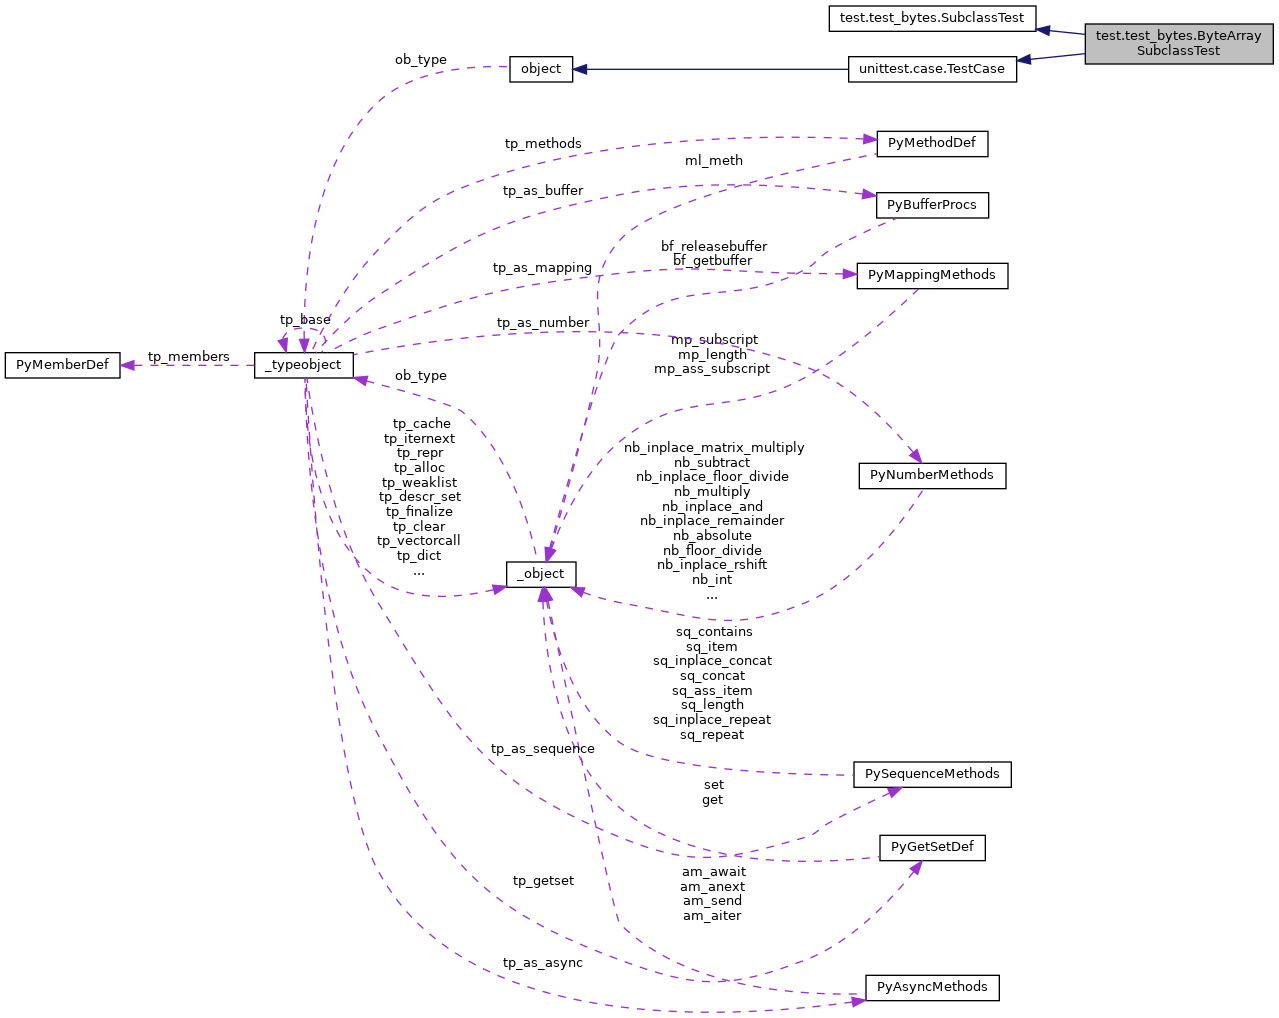 test.test_bytes.SubclassTest
test.test_bytes.ByteArray
SubclassTest
ob_type
object
unittest.case.TestCase
tp_methods
PyMethodDef
ml_meth
tp_as_buffer
PyBufferProcs
bf_releasebuffer
bf_getbuffer
tp_as_mapping
PyMappingMethods
tp_base
tp_as_number
mp_subscript
mp_length
mp_ass_subscript
PyMemberDef
tp_members
_typeobject
ob_type
tp_cache
tp_iternext
tp_repr
tp_alloc
tp_weaklist
tp_descr_set
tp_finalize
tp_clear
tp_vectorcall
tp_dict
...
nb_inplace_matrix_multiply
nb_subtract
nb_inplace_floor_divide
nb_multiply
nb_inplace_and
nb_inplace_remainder
nb_absolute
nb_floor_divide
nb_inplace_rshift
nb_int
...
PyNumberMethods
_object
sq_contains
sq_item
sq_inplace_concat
sq_concat
sq_ass_item
sq_length
sq_inplace_repeat
sq_repeat
tp_as_sequence
PySequenceMethods
set
get
PyGetSetDef
tp_getset
am_await
am_anext
am_send
am_aiter
tp_as_async
PyAsyncMethods